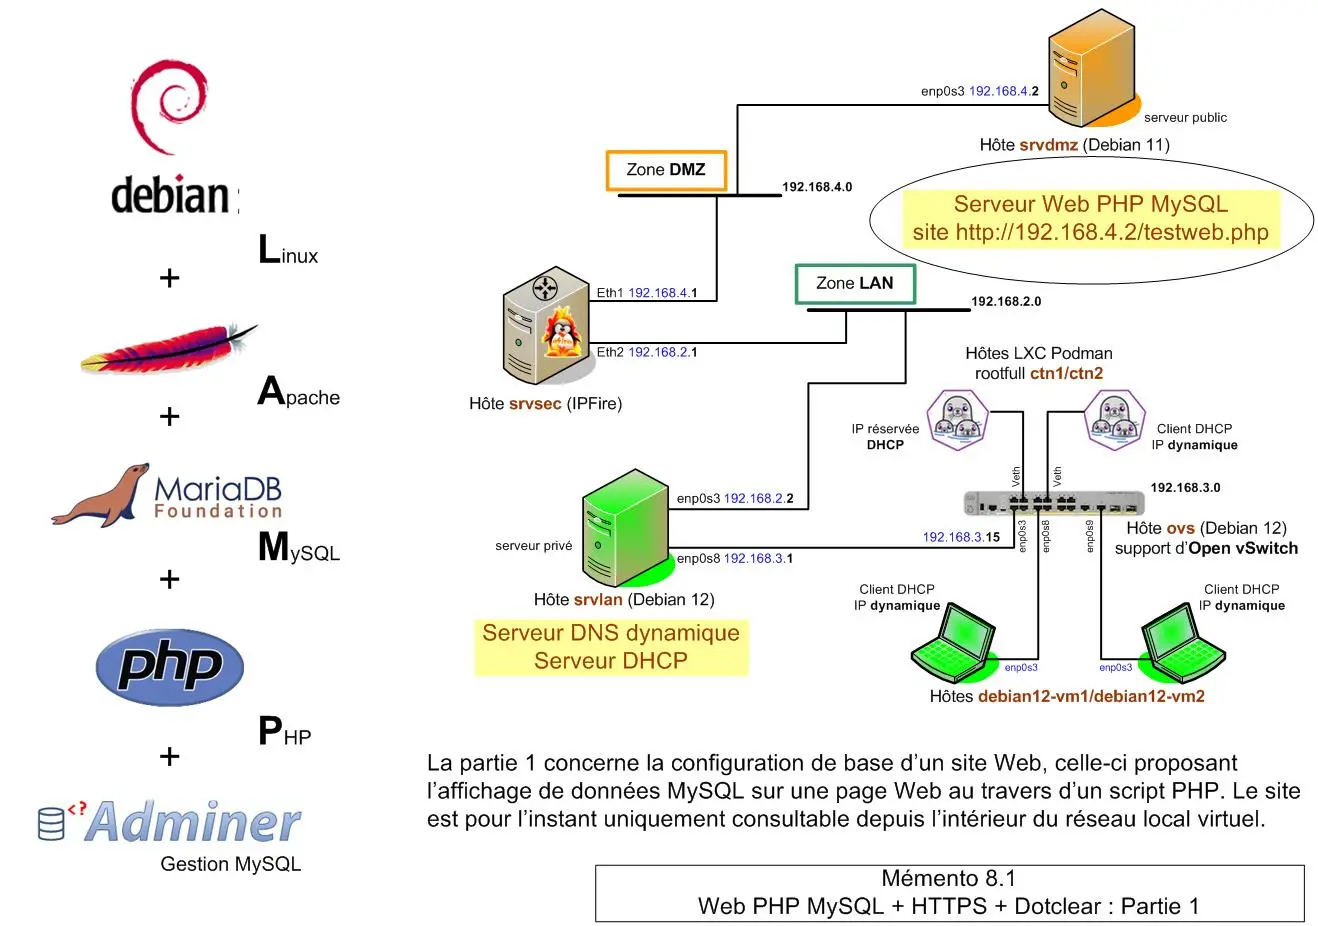 debian
Linux
+
Apache
+
MariaDB
Foundation
MySQL
+
php
PHP
+
<? Adminer
Gestion MySQL
enp0s3 192.168.4.2
serveur public
Hôte srvdmz (Debian 11)
Zone DMZ
192.168.4.0
Serveur Web PHP MySQL
site http://192.168.4.2/testweb.php
Eth1 192.168.4.1
Zone LAN
192.168.2.0
Eth2 192.168.2.1
Hôte srvsec (IPFire)
Hôtes LXC Podman
rootfull ctn1/ctn2
IP réservée
DHCP
Client DHCP
IP dynamique
Veth
Veth
192.168.3.0
enp0s3 192.168.2.2
serveur privé
192.168.3.15
enp0s3
enp0s8
enp0s9
Hôte ovs (Debian 12)
support d'Open vSwitch
enp0s8 192.168.3.1
Hôte srvlan (Debian 12)
Serveur DNS dynamique
Serveur DHCP
Client DHCP
IP dynamique
Client DHCP
IP dynamique
enp0s3
enp0s3
Hôtes debian12-vm1/debian12-vm2
La partie 1 concerne la configuration de base d'un site Web, celle-ci proposant
l'affichage de données MySQL sur une page Web au travers d'un script PHP. Le site
est pour l'instant uniquement consultable depuis l'intérieur du réseau local virtuel.
Mémento 8.1
Web PHP MySQL + HTTPS + Dotclear : Partie 1